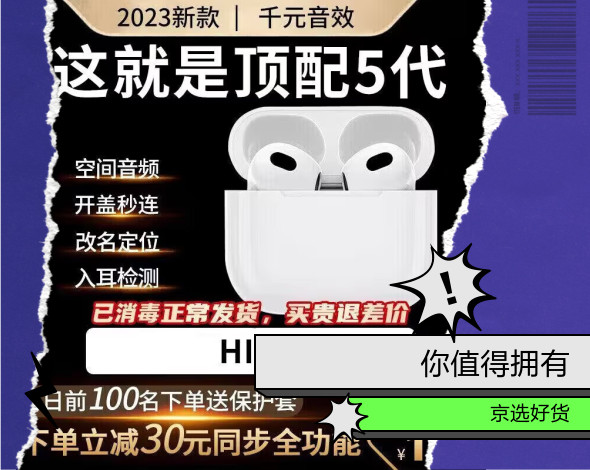 2023新款 | 千元音效
这就是顶配5代
空间音频
开盖秒连
改名定位
入耳检测
已消毒正常发货，买贵退差价
HI
!
你值得拥有
日前100名下单送保护套
京选好货
下单立减30元同步全功能
¥